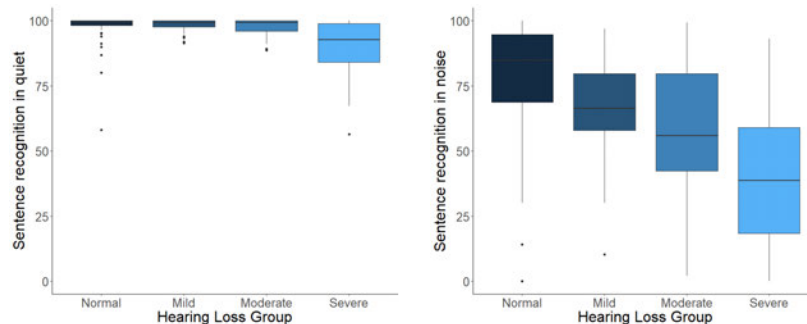 Sentence recognition in quiet
100
75
50
25
0
Normal Mild Moderate Severe
Hearing Loss Group
Sentence recognition in noise
100
75
50
25
0
Normal Mild Moderate Severe
Hearing Loss Group